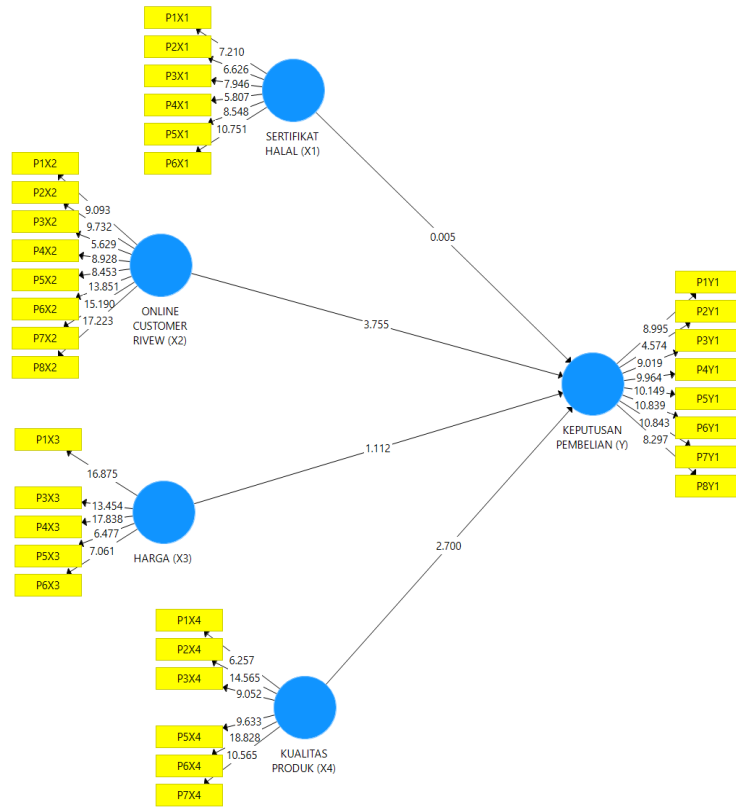 P1X1
P2X1
P3X1
P4X1
P5X1
P6X1
7.210
6.626
7.946
5.807
8.548
10.751
SERTIFIKAT
HALAL (X1)
P1X2
P2X2
P3X2
P4X2
P5X2
P6X2
P7X2
P8X2
9.093
9.732
5.629
8.928
8.453
13.851
15.190
17.223
ONLINE
CUSTOMER
RIVEW (X2)
P1X3
P3X3
P4X3
P5X3
P6X3
16.875
13.454
17.838
6.477
7.061
HARGA (X3)
P1X4
P2X4
P3X4
P5X4
P6X4
P7X4
6.257
14.565
9.052
9.633
18.828
10.565
KUALITAS
PRODUK (X4)
0.005
3.755
1.112
2.700
KEPUTUSAN
PEMBELIAN (Y)
8.995
4.574
9.019
9.964
10.149
10.839
10.843
8.297
P1Y1
P2Y1
P3Y1
P4Y1
P5Y1
P6Y1
P7Y1
P8Y1